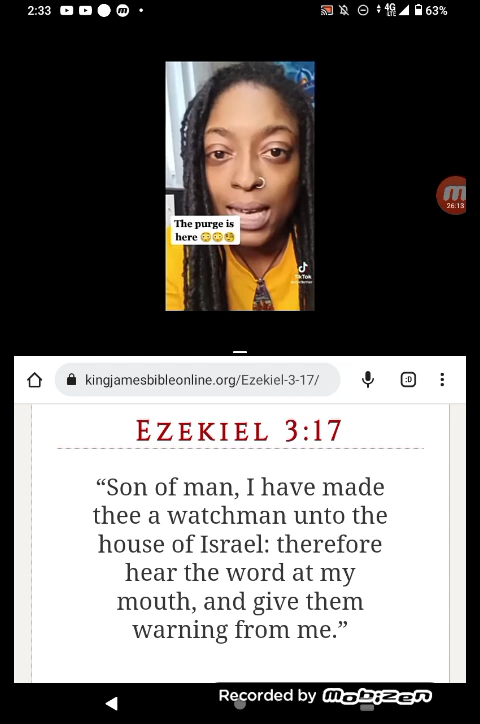 2:33
4G
LTE
63%
The purge is
here 😳😳🧐
TikTok
26:13
kingjamesbibleonline.org/Ezekiel-3-17/
:D
EZEKIEL 3:17
“Son of man, I have made
thee a watchman unto the
house of Israel: therefore
hear the word at my
mouth, and give them
warning from me.”
Recorded by mobizen